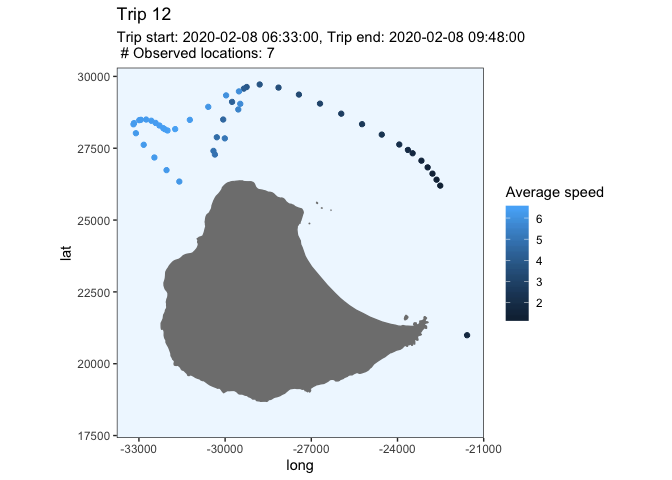 Trip 12
Trip start: 2020-02-08 06:33:00, Trip end: 2020-02-08 09:48:00
# Observed locations: 7
30000
27500
25000
22500
20000
17500
lat
-33000
-30000
-27000
-24000
-21000
long
Average speed
6
5
4
3
2